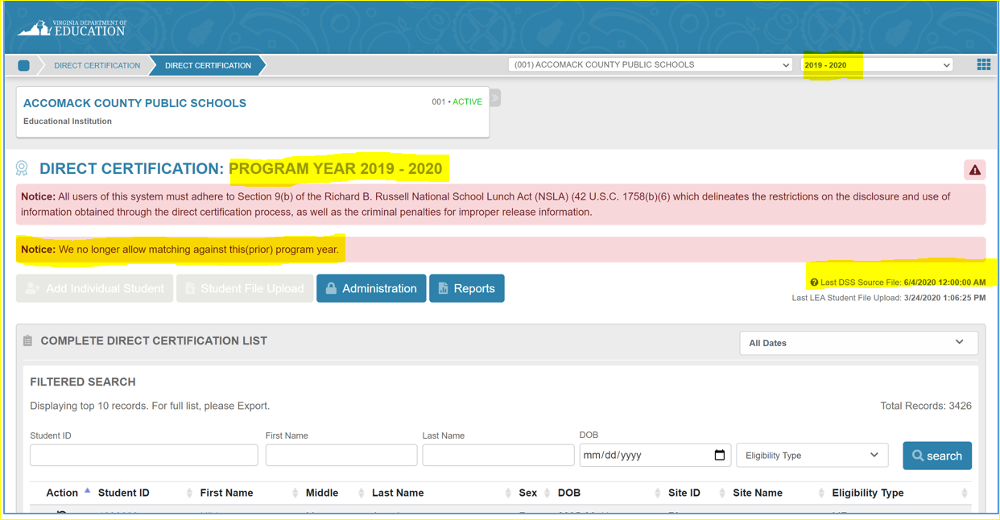 VIRGINIA DEPARTMENT OF
EDUCATION
DIRECT CERTIFICATION
DIRECT CERTIFICATION
(001) ACCOMACK COUNTY PUBLIC SCHOOLS
2019 - 2020
ACCOMACK COUNTY PUBLIC SCHOOLS
001 • ACTIVE
Educational Institution
DIRECT CERTIFICATION: PROGRAM YEAR 2019 - 2020
Notice: All users of this system must adhere to Section 9(b) of the Richard B. Russell National School Lunch Act (NSLA) (42 U.S.C. 1758(b)(6) which delineates the restrictions on the disclosure and use of
information obtained through the direct certification process, as well as the criminal penalties for improper release information.
Notice: We no longer allow matching against this(prior) program year.
Add Individual Student
Student File Upload
Administration
Reports
Last DSS Source File: 6/4/2020 12:00:00 AM
Last LEA Student File Upload: 3/24/2020 1:06:25 PM
COMPLETE DIRECT CERTIFICATION LIST
All Dates
FILTERED SEARCH
Displaying top 10 records. For full list, please Export.
Total Records: 3426
Student ID
First Name
Last Name
DOB
mm/dd/yyyy
Eligibility Type
search
Action Student ID First Name Middle Last Name Sex DOB Site ID Site Name Eligibility Type